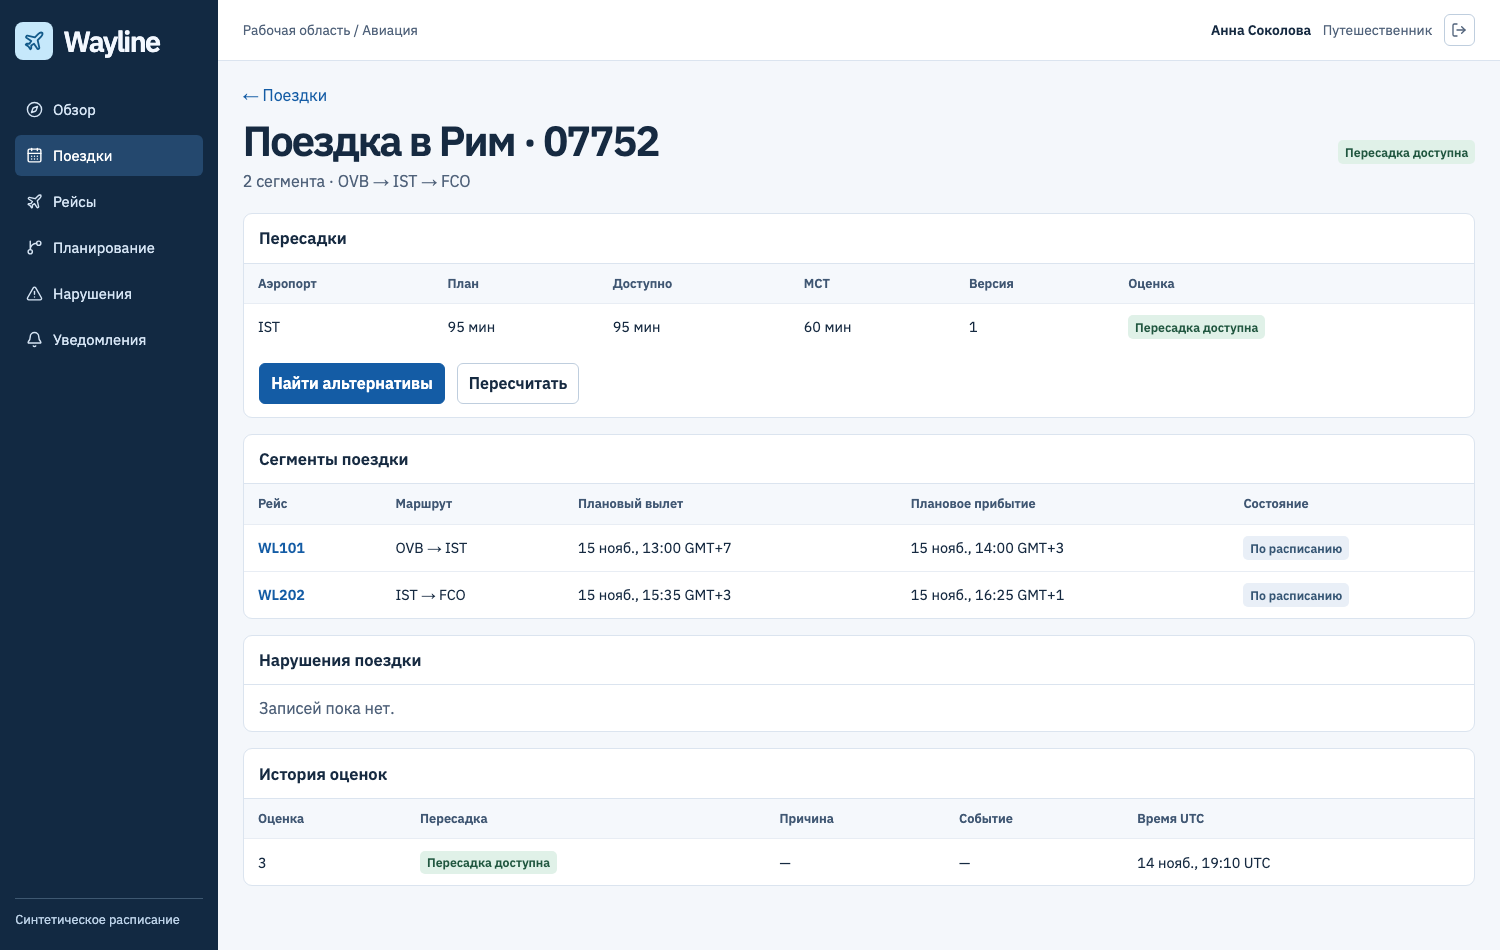 Wayline
Рабочая область / Авиация
Анна Соколова Путешественник
Обзор
Поездки
Рейсы
Планирование
Нарушения
Уведомления
Синтетическое расписание
← Поездки
Поездка в Рим · 07752
Пересадка доступна
2 сегмента · OVB → IST → FCO
Пересадки
Аэропорт План Доступно МСТ Версия Оценка
IST 95 мин 95 мин 60 мин 1 Пересадка доступна
Найти альтернативы Пересчитать
Сегменты поездки
Рейс Маршрут Плановый вылет Плановое прибытие Состояние
WL101 OVB → IST 15 нояб., 13:00 GMT+7 15 нояб., 14:00 GMT+3 По расписанию
WL202 IST → FCO 15 нояб., 15:35 GMT+3 15 нояб., 16:25 GMT+1 По расписанию
Нарушения поездки
Записей пока нет.
История оценок
Оценка Пересадка Причина Событие Время UTC
3 Пересадка доступна — — 14 нояб., 19:10 UTC